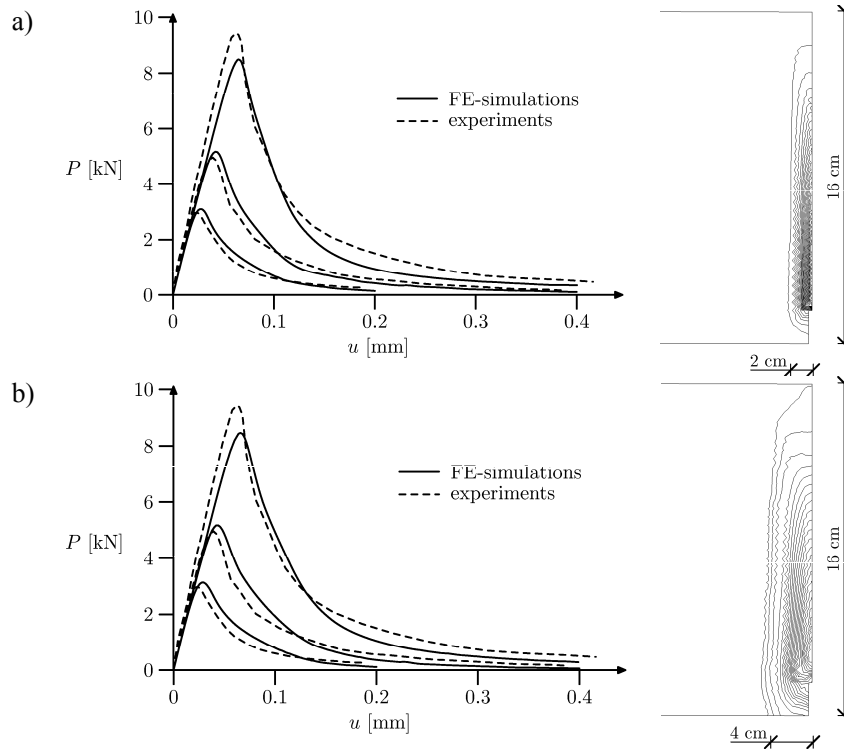 a)
10
8
6
4
2
0
P [kN]
0
0.1
0.2
0.3
0.4
u [mm]
FE-simulations
experiments
16 cm
2 cm
b)
10
8
6
4
2
0
P [kN]
0
0.1
0.2
0.3
0.4
u [mm]
FE-simulations
experiments
16 cm
4 cm